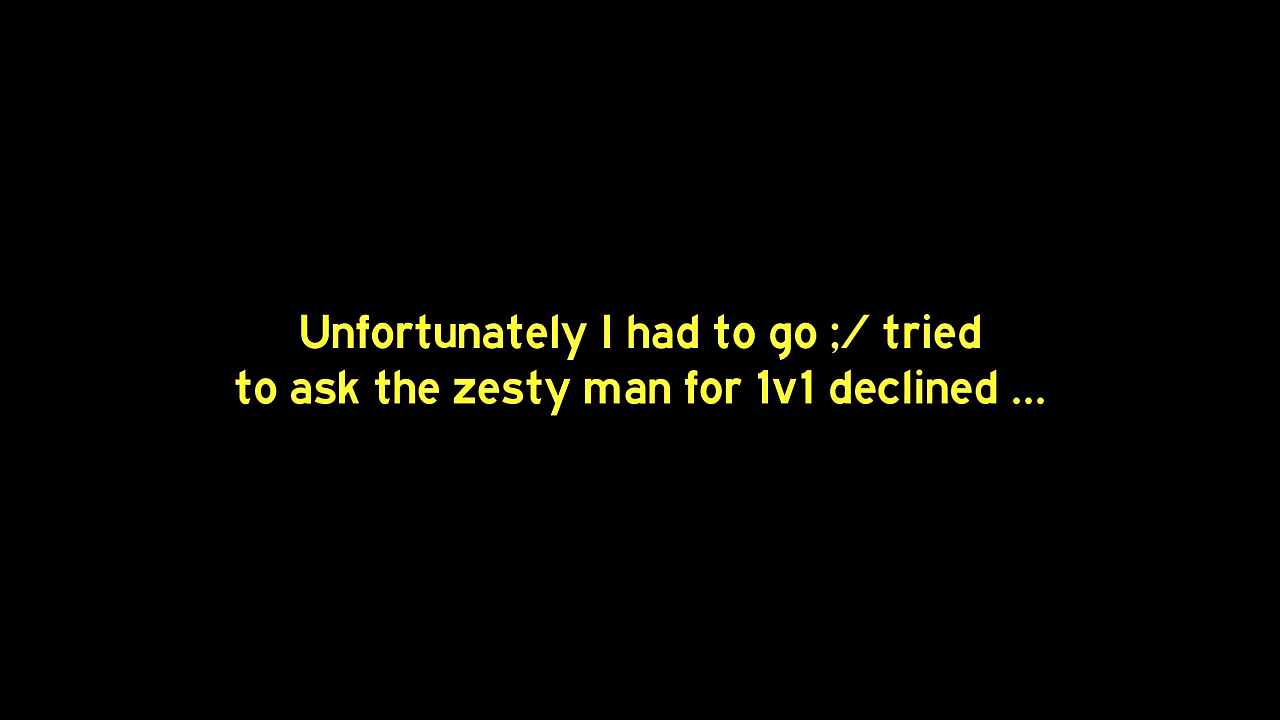 Unfortunately I had to go ;/ tried
to ask the zesty man for 1v1 declined ...